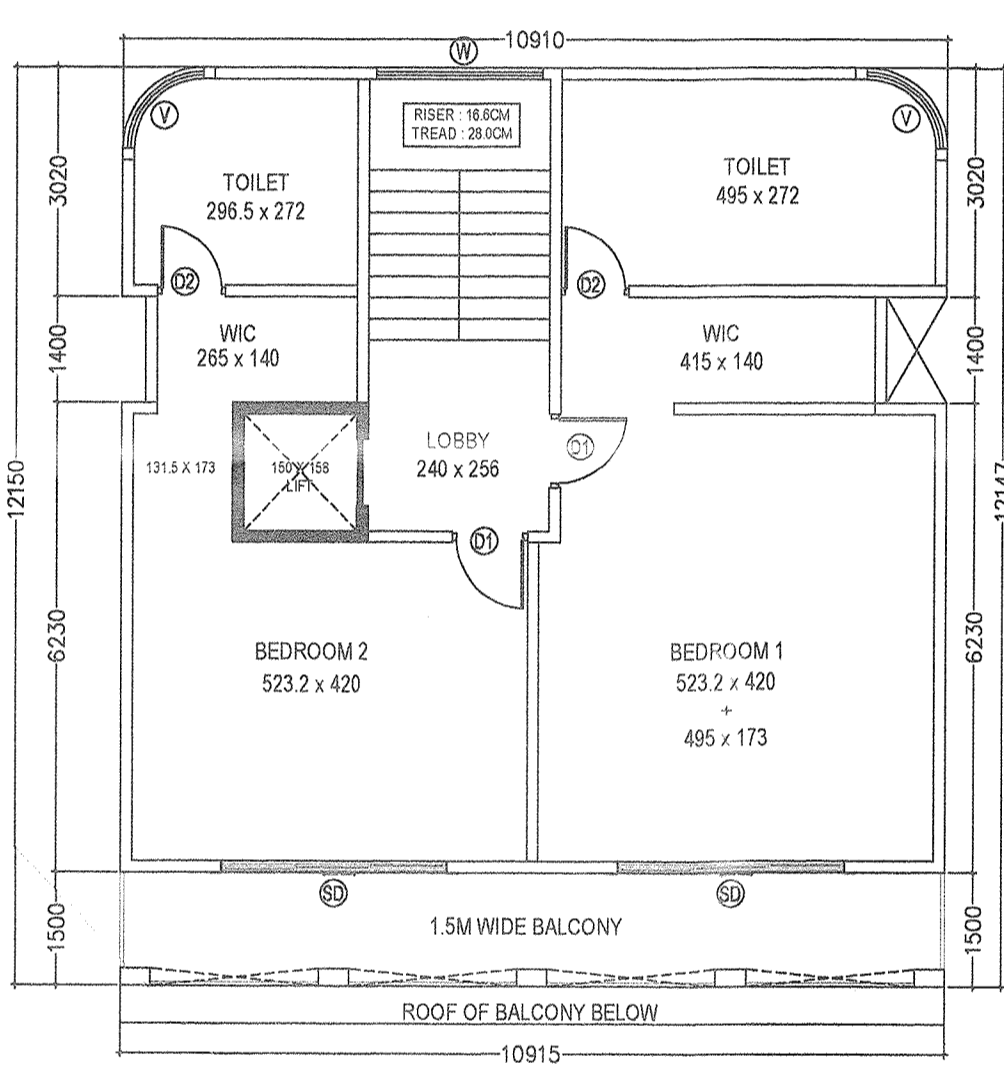 10910
W
V
V
RISER : 16.6CM
TREAD : 28.0CM
TOILET
296.5 x 272
TOILET
495 x 272
3020
3020
D2
D2
WIC
265 x 140
WIC
415 x 140
1400
1400
131.5 X 173
150 X 158
LIFT
LOBBY
240 x 256
D1
D1
12150
12147
6230
6230
BEDROOM 2
523.2 x 420
BEDROOM 1
523.2 x 420
+
495 x 173
SD
SD
1500
1500
1.5M WIDE BALCONY
ROOF OF BALCONY BELOW
10915